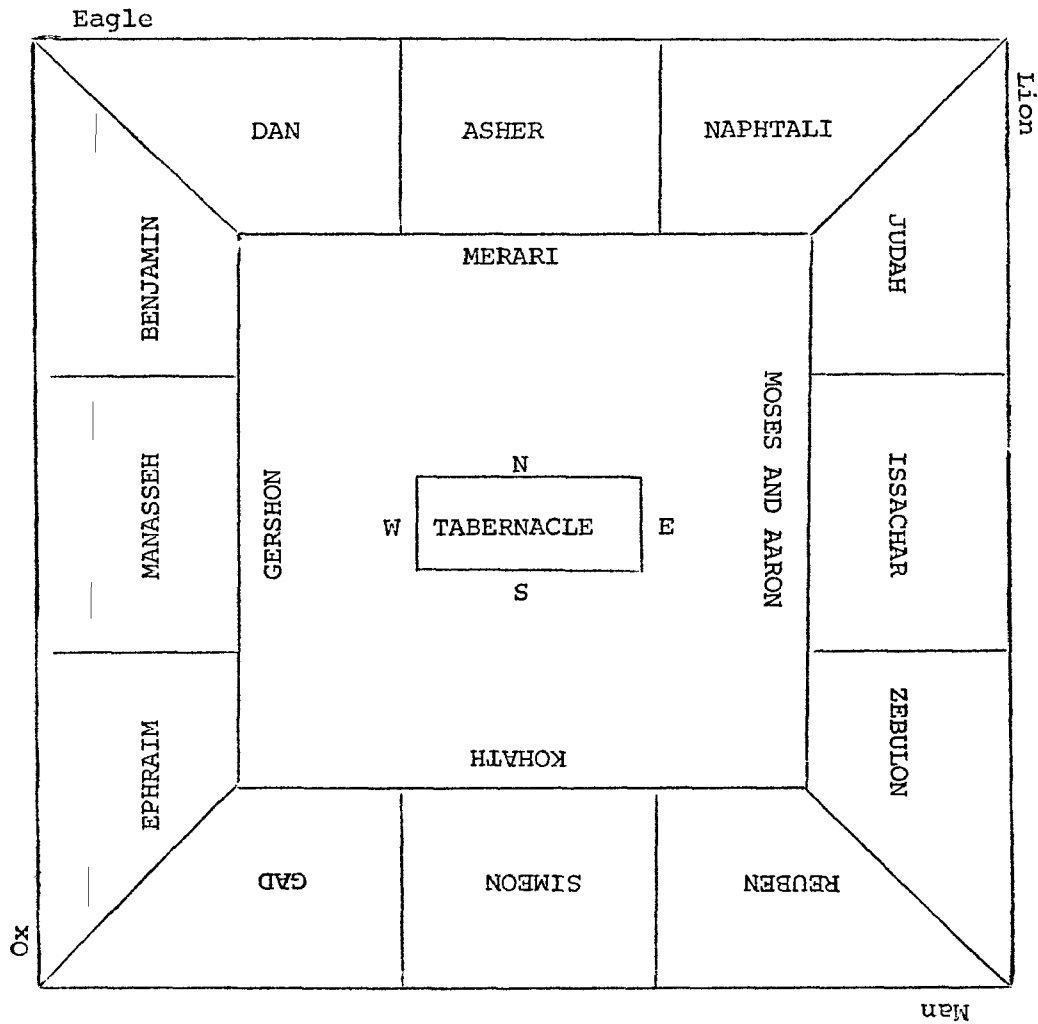 Eagle
Lion
DAN
ASHER
NAPHTALI
BENJAMIN
JUDAH
MERARI
MOSES AND AARON
MANASSEH
GERSHON
N
W
TABERNACLE
E
S
ISSACHAR
EPHRAIM
KOHATH
ZEBULON
GAD
SIMEON
REUBEN
Ox
Man